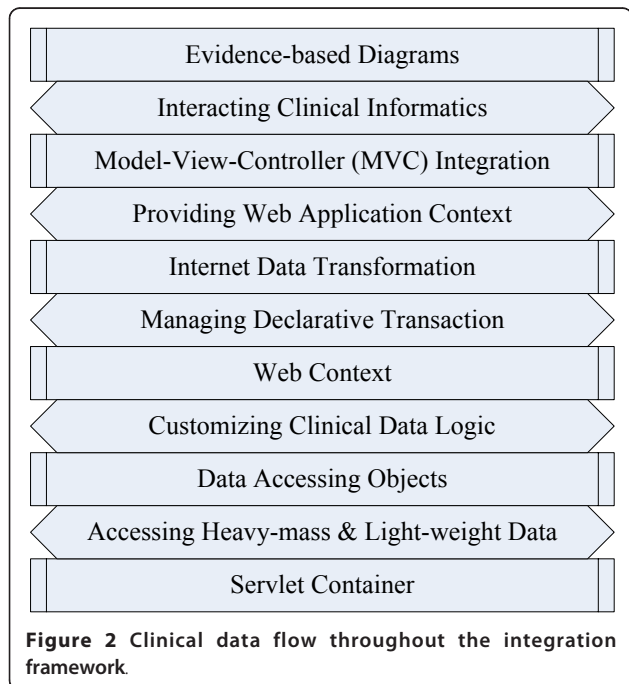 Evidence-based Diagrams
Interacting Clinical Informatics
Model-View-Controller (MVC) Integration
Providing Web Application Context
Internet Data Transformation
Managing Declarative Transaction
Web Context
Customizing Clinical Data Logic
Data Accessing Objects
Accessing Heavy-mass & Light-weight Data
Servlet Container
Figure 2 Clinical data flow throughout the integration
framework.